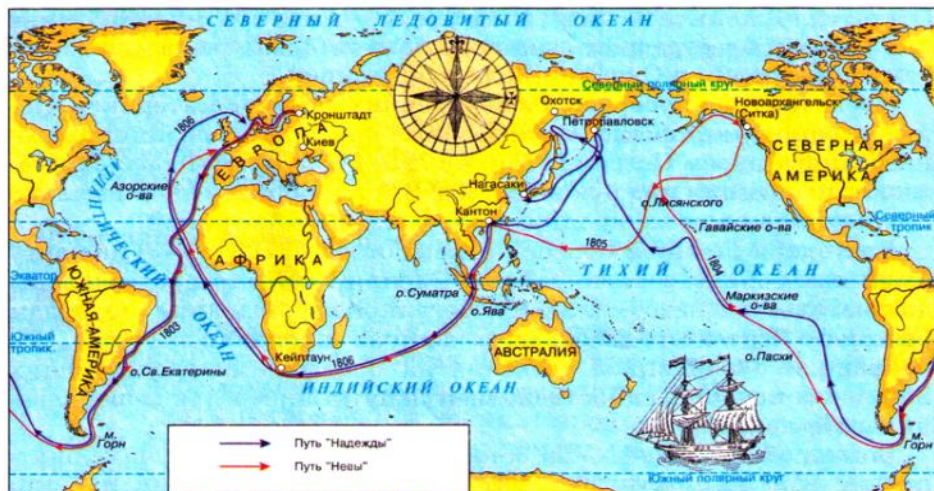 СЕВЕРНЫЙ ЛЕДОВИТЫЙ ОКЕАН
Северный полярный круг
1806
Кронштадт
Киев
ЕВРОПА
Охотск
Петропавловск
Новоархангельск
(Ситка)
СЕВЕРНАЯ
АМЕРИКА
АТЛАНТИЧЕСКИЙ
ОКЕАН
Азорские
о-ва
Нагасаки
Кантон
о.Лисянского
Гавайские о-ва
Северный
тропик
АФРИКА
1805
1804
ТИХИЙ ОКЕАН
Экватор
о.Суматра
о.Ява
Маркизские
о-ва
ЮЖНАЯ АМЕРИКА
1803
Южный
тропик
Кейптаун
1806
АВСТРАЛИЯ
о.Пасхи
о.Св.Екатерины
ИНДИЙСКИЙ ОКЕАН
м.
Горн
м.
Горн
Путь "Надежды"
Путь "Невы"
Южный полярный круг